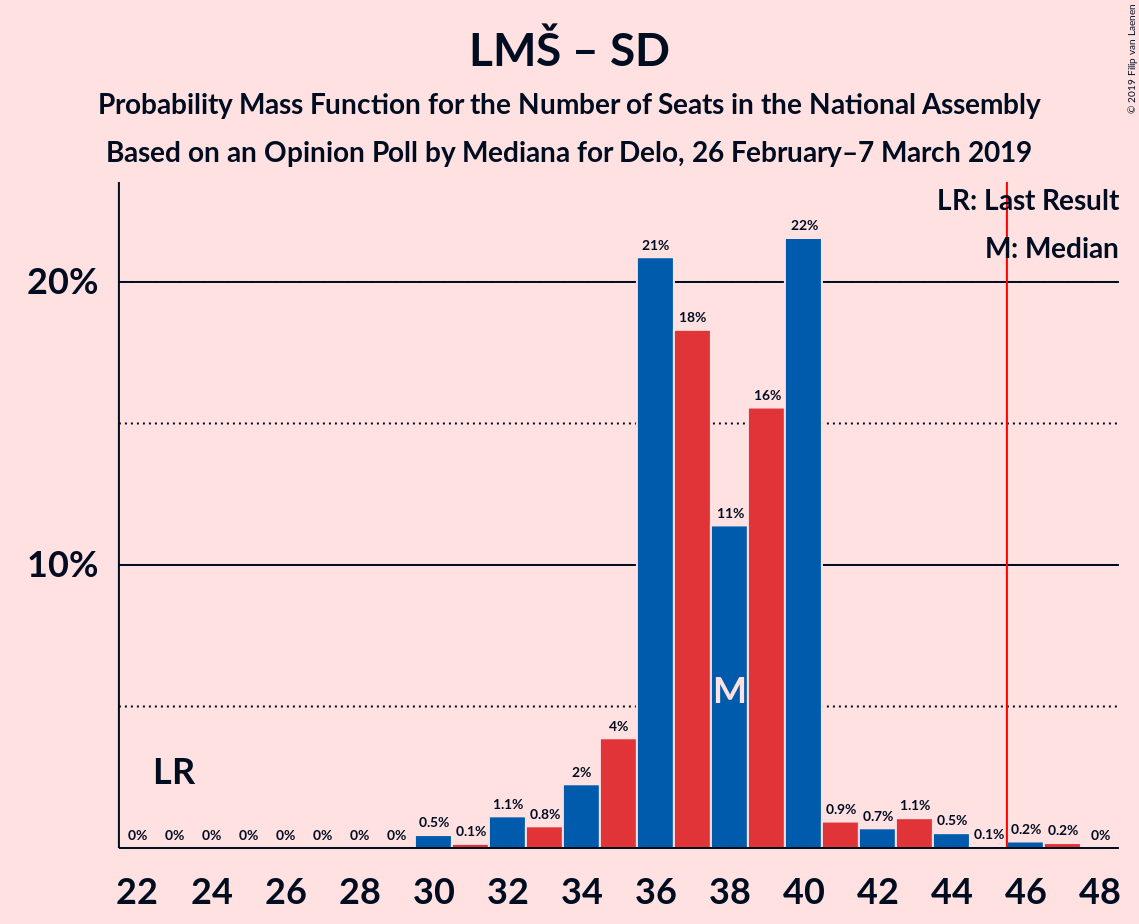 LMŠ – SD
Probability Mass Function for the Number of Seats in the National Assembly
Based on an Opinion Poll by Mediana for Delo, 26 February–7 March 2019
© 2019 Filip van Laenen
LR: Last Result
M: Median
20%
10%
0% 0% 0% 0% 0% 0% 0% 0% 0.5% 0.1% 1.1% 0.8% 2% 4% 21% 18% 11% 16% 22% 0.9% 0.7% 1.1% 0.5% 0.1% 0.2% 0.2% 0%
M
LR
22 24 26 28 30 32 34 36 38 40 42 44 46 48